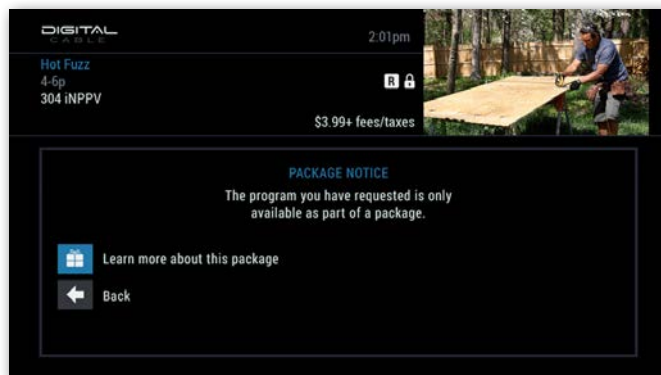 DIGITAL
CABLE
2:01pm
Hot Fuzz
4-6p
R
304 iNPPV
$3.99+ fees/taxes
PACKAGE NOTICE
The program you have requested is only
available as part of a package.
Learn more about this package
Back